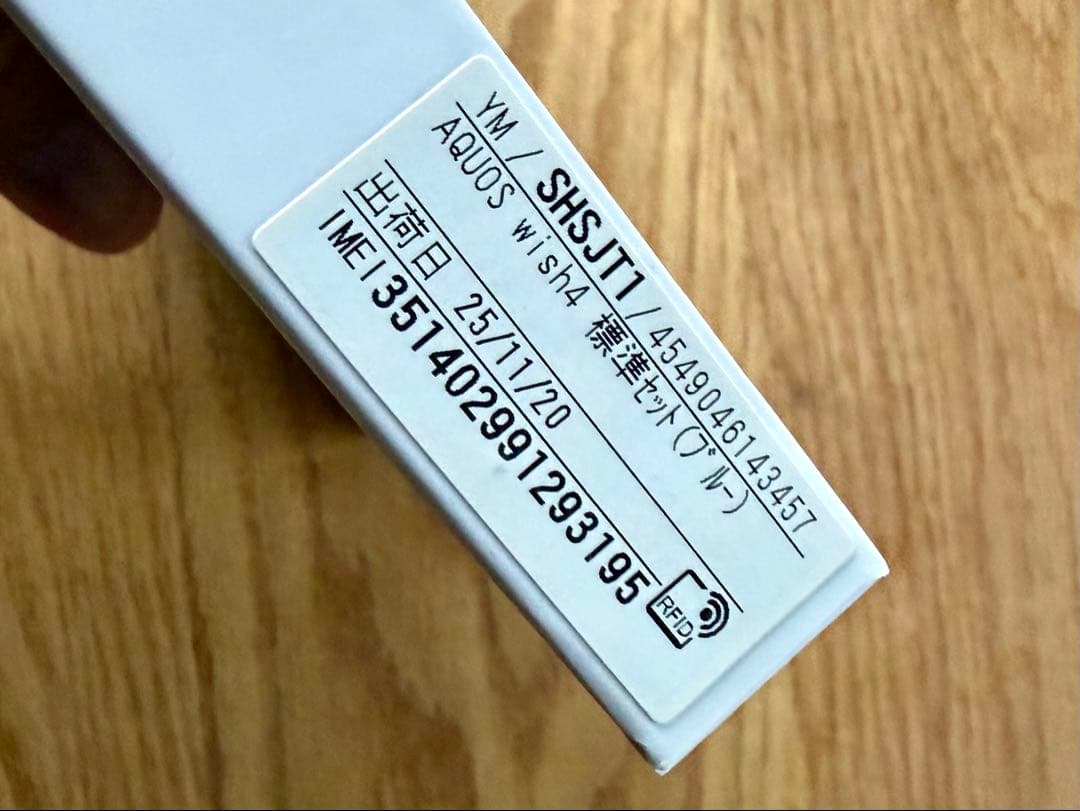 YM / SHSJT1 / 4549046143457
AQUOS wish4 標準ｾｯﾄ(ﾌﾞﾙｰ)
出荷日 25/11/20
IMEI 351402991293195
RFID